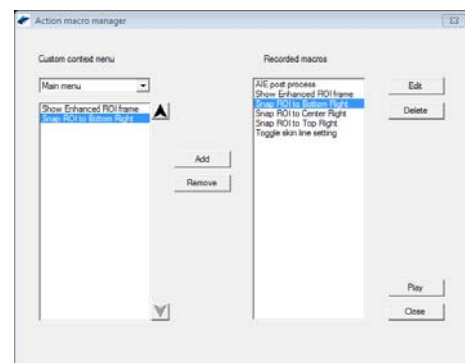 Action macro manager
Custom context menu
Recorded macros
Main menu
Show Enhanced ROI frame
Snap ROI to Bottom Right
AIE post process
Show Enhanced ROI frame
Snap ROI to Bottom Right
Snap ROI to Center Right
Snap ROI to Top Right
Toggle skin line setting
Edit
Delete
Add
Remove
Play
Close